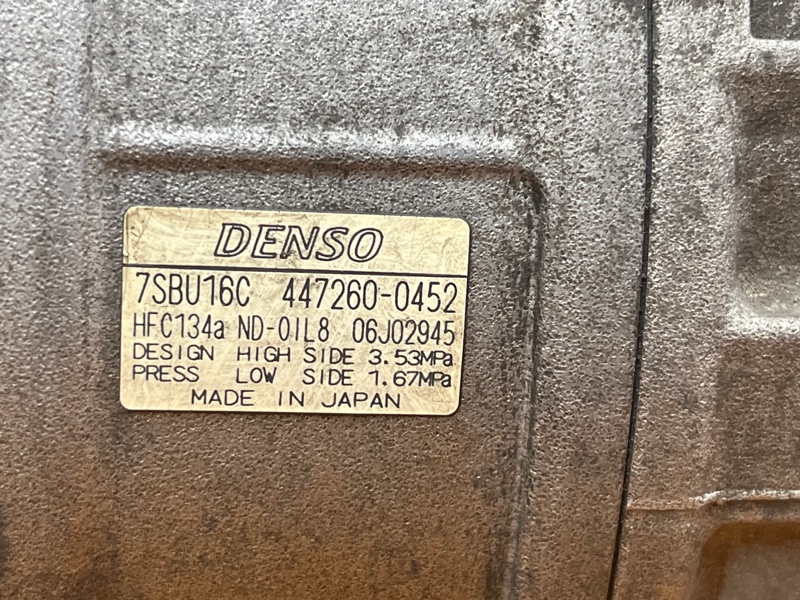 DENSO
7SBU16C 447260-0452
HFC134a ND-OIL8 06J02945
DESIGN HIGH SIDE 3.53MPa
PRESS LOW SIDE 1.67MPa
MADE IN JAPAN